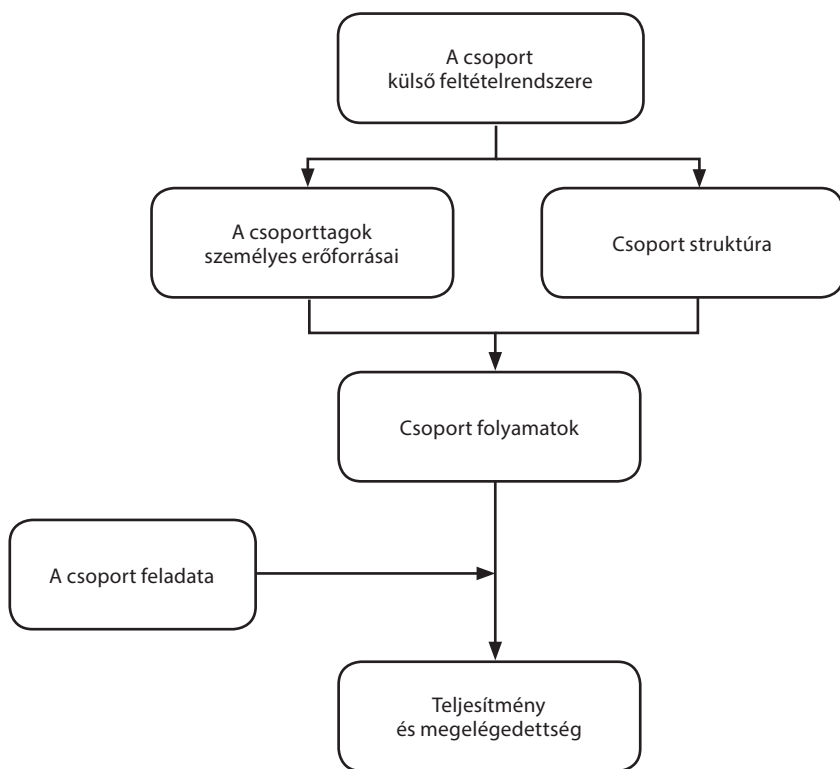 A csoport
külső feltételrendszere
A csoporttagok
személyes erőforrásai
Csoport struktúra
Csoport folyamatok
A csoport feladata
Teljesítmény
és megelégedettség